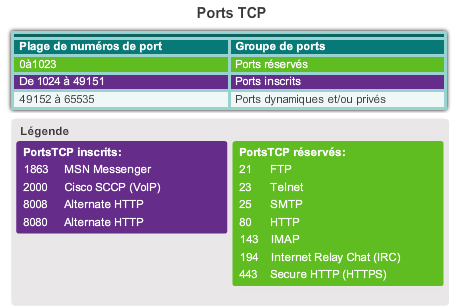 Ports TCP
Plage de numéros de port Groupe de ports
0à1023 Ports réservés
De 1024 à 49151 Ports inscrits
49152 à 65535 Ports dynamiques et/ou privés
Légende
PortsTCP inscrits:
1863 MSN Messenger
2000 Cisco SCCP (VoIP)
8008 Alternate HTTP
8080 Alternate HTTP
PortsTCP réservés:
21 FTP
23 Telnet
25 SMTP
80 HTTP
143 IMAP
194 Internet Relay Chat (IRC)
443 Secure HTTP (HTTPS)